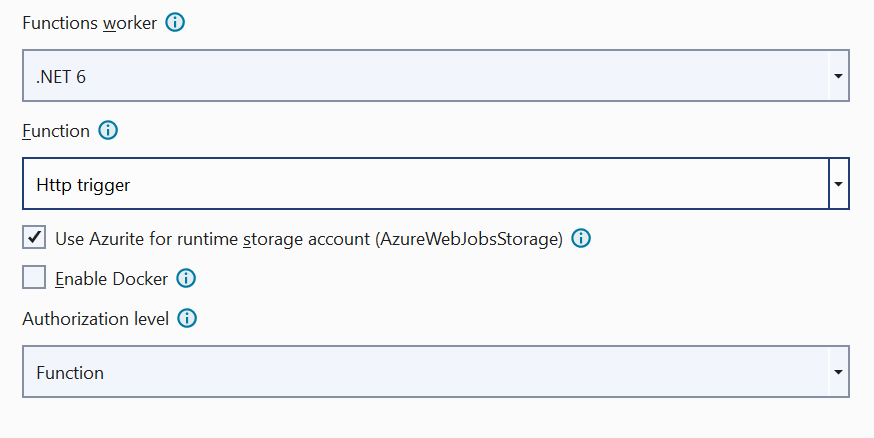 Functions worker
.NET 6
Function
Http trigger
Use Azurite for runtime storage account (AzureWebJobsStorage)
Enable Docker
Authorization level
Function